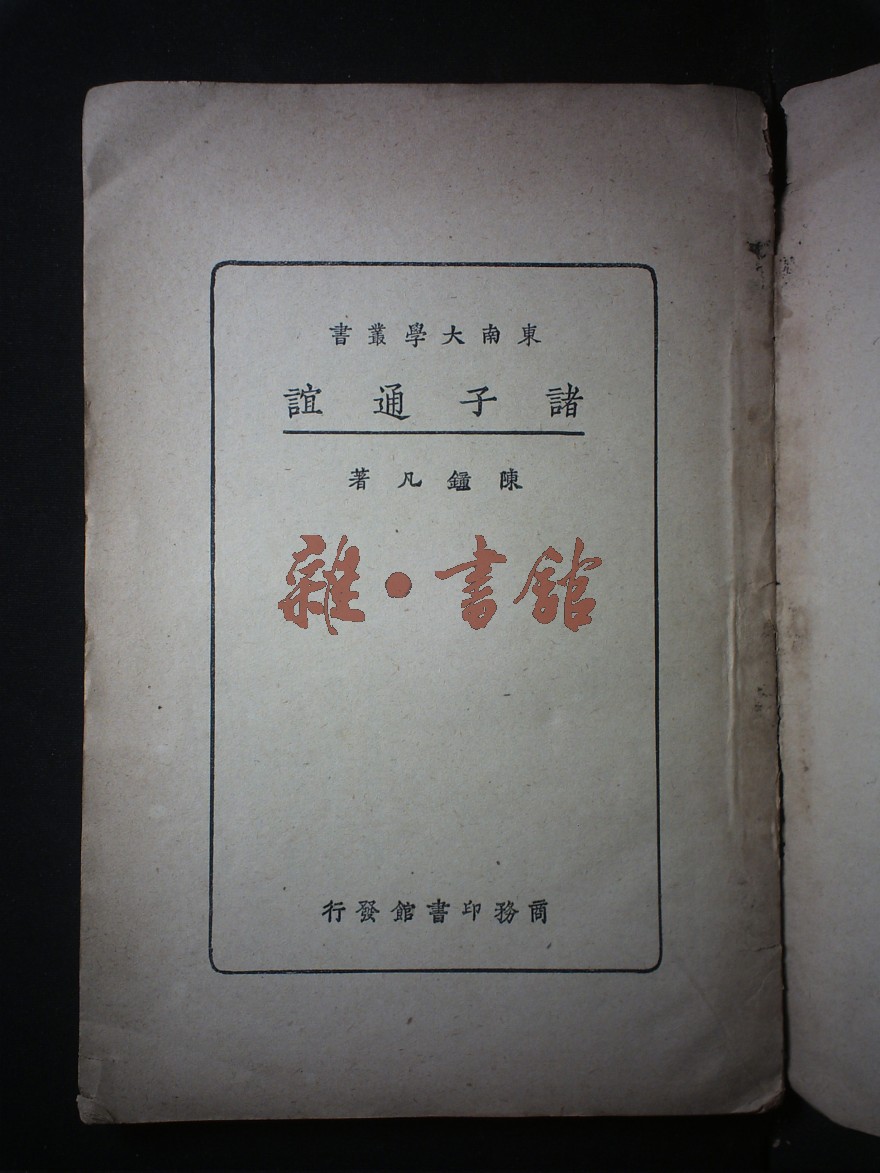 東南大學叢書
諸子通誼
陳鐘凡著
雜·書館
商務印書館發行